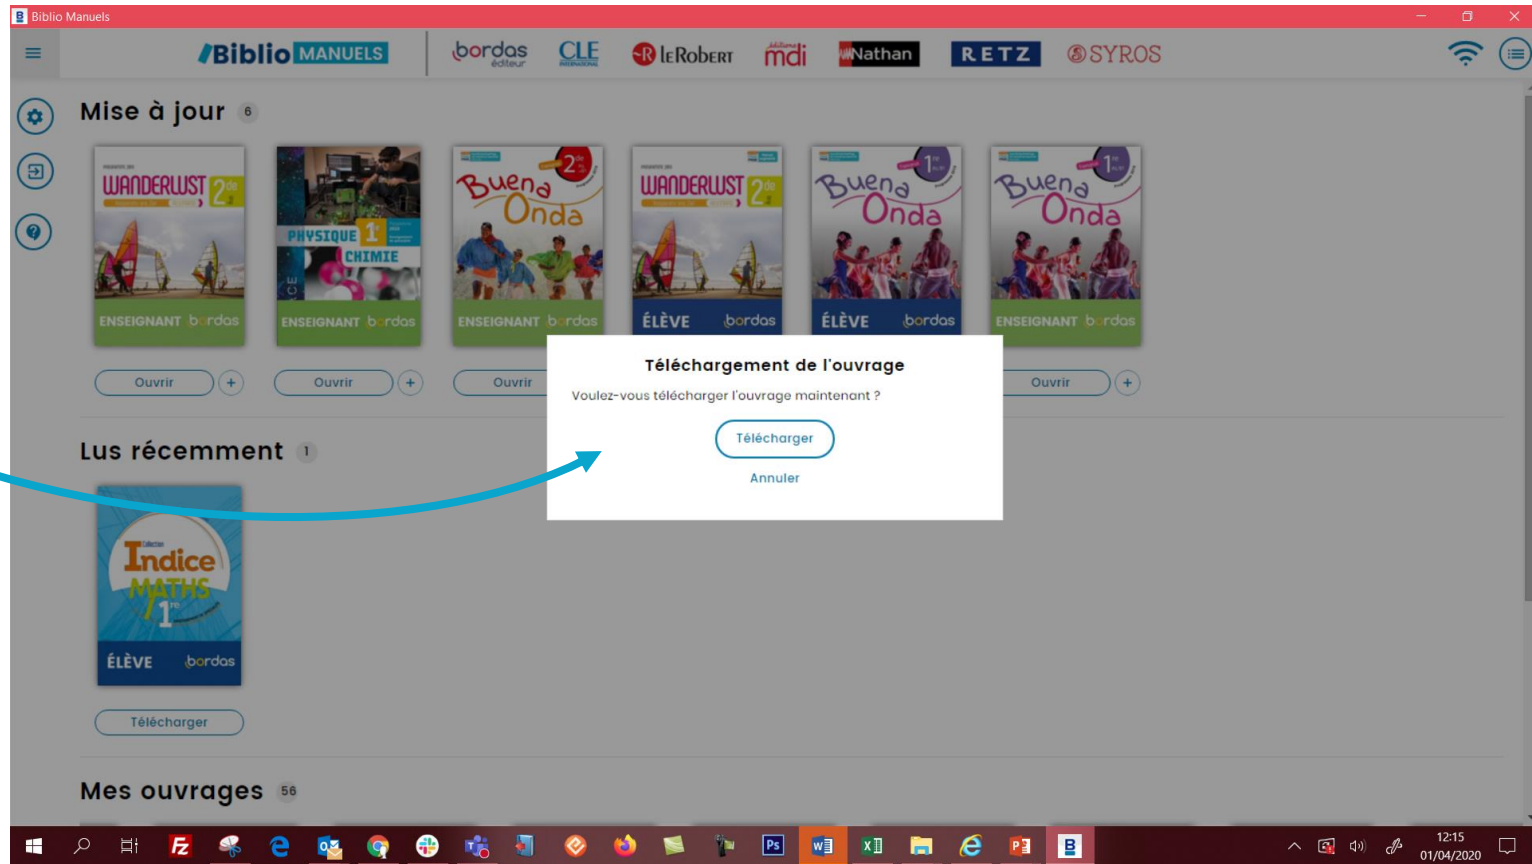 Biblio Manuels
Biblio MANUELS
bordas éditeur
CLE INTERNATIONAL
R leRobert
éditions mdi
Nathan
RETZ
SYROS
Mise à jour 6
WANDERLUST 2de
ENSEIGNANT bordas
PHYSIQUE 1re
CHIMIE
ENSEIGNANT bordas
Buena Onda 2de
ENSEIGNANT bordas
WANDERLUST 2de
ÉLÈVE bordas
Buena Onda 1re
ÉLÈVE bordas
Buena Onda 1re
ENSEIGNANT bordas
Ouvrir +
Ouvrir +
Ouvrir
Ouvrir +
Téléchargement de l'ouvrage
Voulez-vous télécharger l'ouvrage maintenant ?
Télécharger
Annuler
Lus récemment 1
Collection
Indice
MATHS
1re
ÉLÈVE bordas
Télécharger
Mes ouvrages 56
12:15
01/04/2020